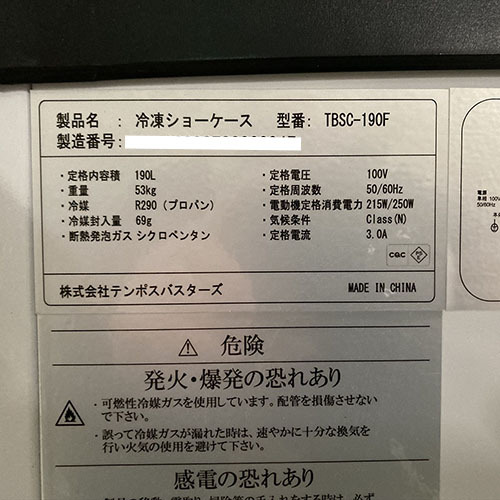 製品名 : 冷凍ショーケース 型番: TBSC-190F
製造番号:
・定格内容積 190L
・重量 53kg
・冷媒 R290 (プロパン)
・冷媒封入量 69g
・断熱発泡ガス シクロペンタン
・定格電圧 100V
・定格周波数 50/60Hz
・電動機定格消費電力 215W/250W
・気候条件 Class(N)
・定格電流 3.0A
CQC PS E
株式会社テンポスバスターズ MADE IN CHINA
電源
単相 100V
50/60Hz
危険
発火・爆発の恐れあり
・可燃性冷媒ガスを使用しています。配管を損傷させない
で下さい。
・誤って冷媒ガスが漏れた時は、速やかに十分な換気を
行い火気の使用を避けて下さい。
感電の恐れあり